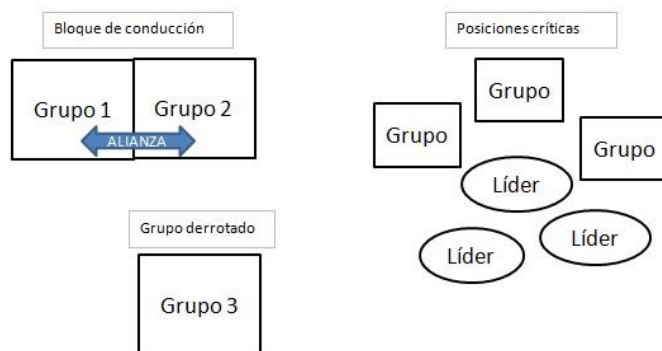 Bloque de conducción
Grupo 1
Grupo 2
ALIANZA
Grupo derrotado
Grupo 3
Posiciones críticas
Grupo
Grupo
Grupo
Líder
Líder
Líder